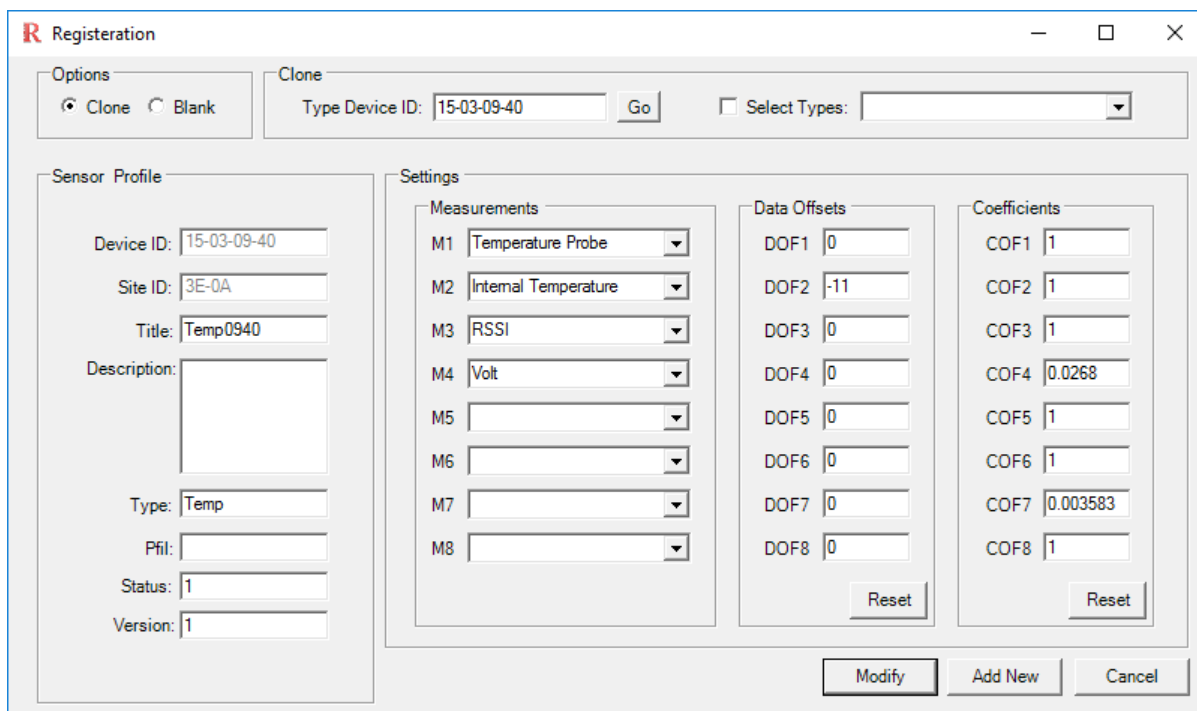 R Registeration
Options
Clone Blank
Clone
Type Device ID: 15-03-09-40 Go Select Types:
Sensor Profile
Device ID: 15-03-09-40
Site ID: 3E-0A
Title: Temp0940
Description:
Type: Temp
Pfil:
Status: 1
Version: 1
Settings
Measurements
M1 Temperature Probe
M2 Internal Temperature
M3 RSSI
M4 Volt
M5
M6
M7
M8
Data Offsets
DOF1 0
DOF2 -11
DOF3 0
DOF4 0
DOF5 0
DOF6 0
DOF7 0
DOF8 0
Reset
Coefficients
COF1 1
COF2 1
COF3 1
COF4 0.0268
COF5 1
COF6 1
COF7 0.003583
COF8 1
Reset
Modify Add New Cancel